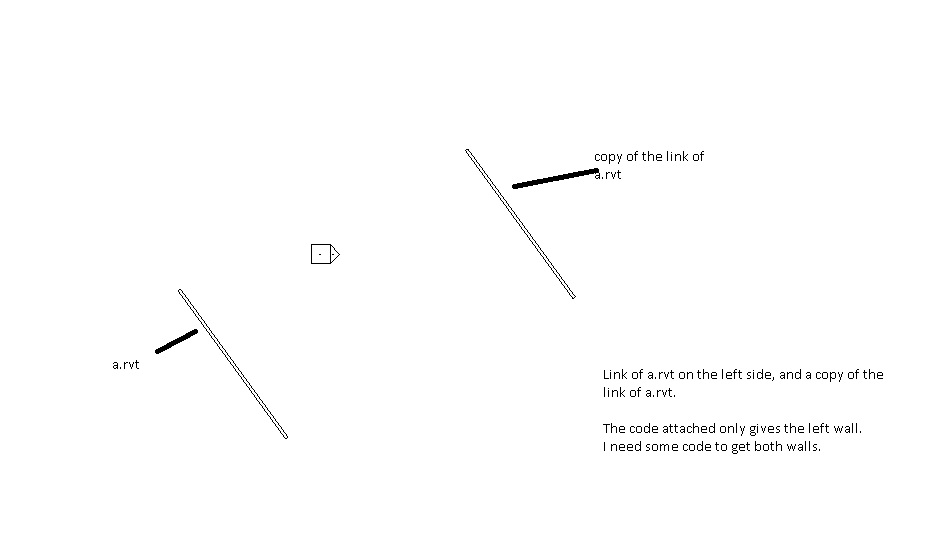 copy of the link of
a.rvt
a.rvt
Link of a.rvt on the left side, and a copy of the
link of a.rvt.
The code attached only gives the left wall.
I need some code to get both walls.